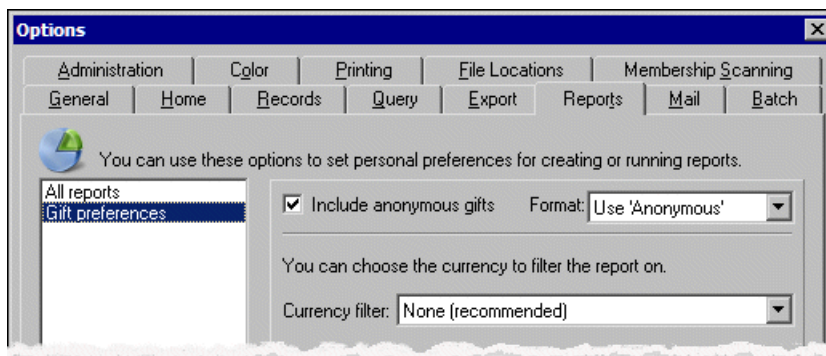 Options
Administration Color Printing File Locations Membership Scanning
General Home Records Query Export Reports Mail Batch
You can use these options to set personal preferences for creating or running reports.
All reports
Gift preferences
Include anonymous gifts Format: Use 'Anonymous'
You can choose the currency to filter the report on.
Currency filter: None (recommended)